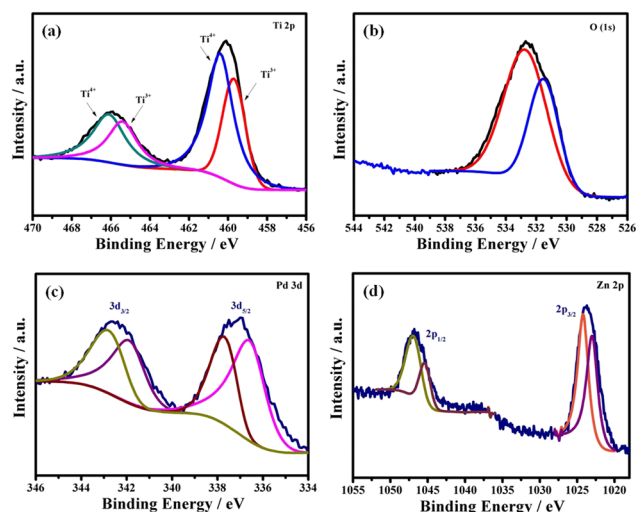 (a)
Ti 2p
Ti⁴⁺
Ti³⁺
Ti⁴⁺
Ti³⁺
Intensity / a.u.
470 468 466 464 462 460 458 456
Binding Energy / eV
(b)
O (1s)
Intensity / a.u.
544 542 540 538 536 534 532 530 528 526
Binding Energy / eV
(c)
Pd 3d
3d₃/₂
3d₅/₂
Intensity / a.u.
346 342 340 338 336 334
Binding Energy / eV
(d)
Zn 2p
2p₁/₂
2p₃/₂
Intensity / a.u.
1055 1050 1045 1035 1030 1025 1020
Binding Energy / eV